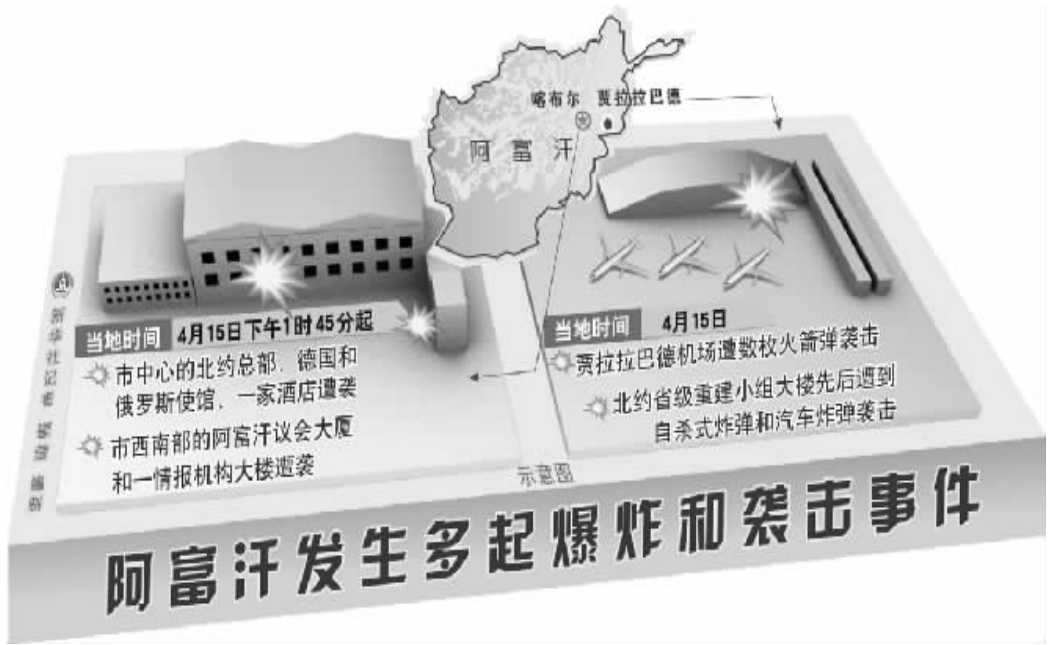 喀布尔 贾拉拉巴德
阿富汗
当地时间 4月15日下午1时45分起
市中心的北约总部、德国和
俄罗斯使馆、一家酒店遭袭
市西南部的阿富汗议会大厦
和一情报机构大楼遭袭
当地时间 4月15日
贾拉拉巴德机场遭数枚火箭弹袭击
北约省级重建小组大楼先后遭到
自杀式炸弹和汽车炸弹袭击
示意图
新华社记者
编制
阿富汗发生多起爆炸和袭击事件